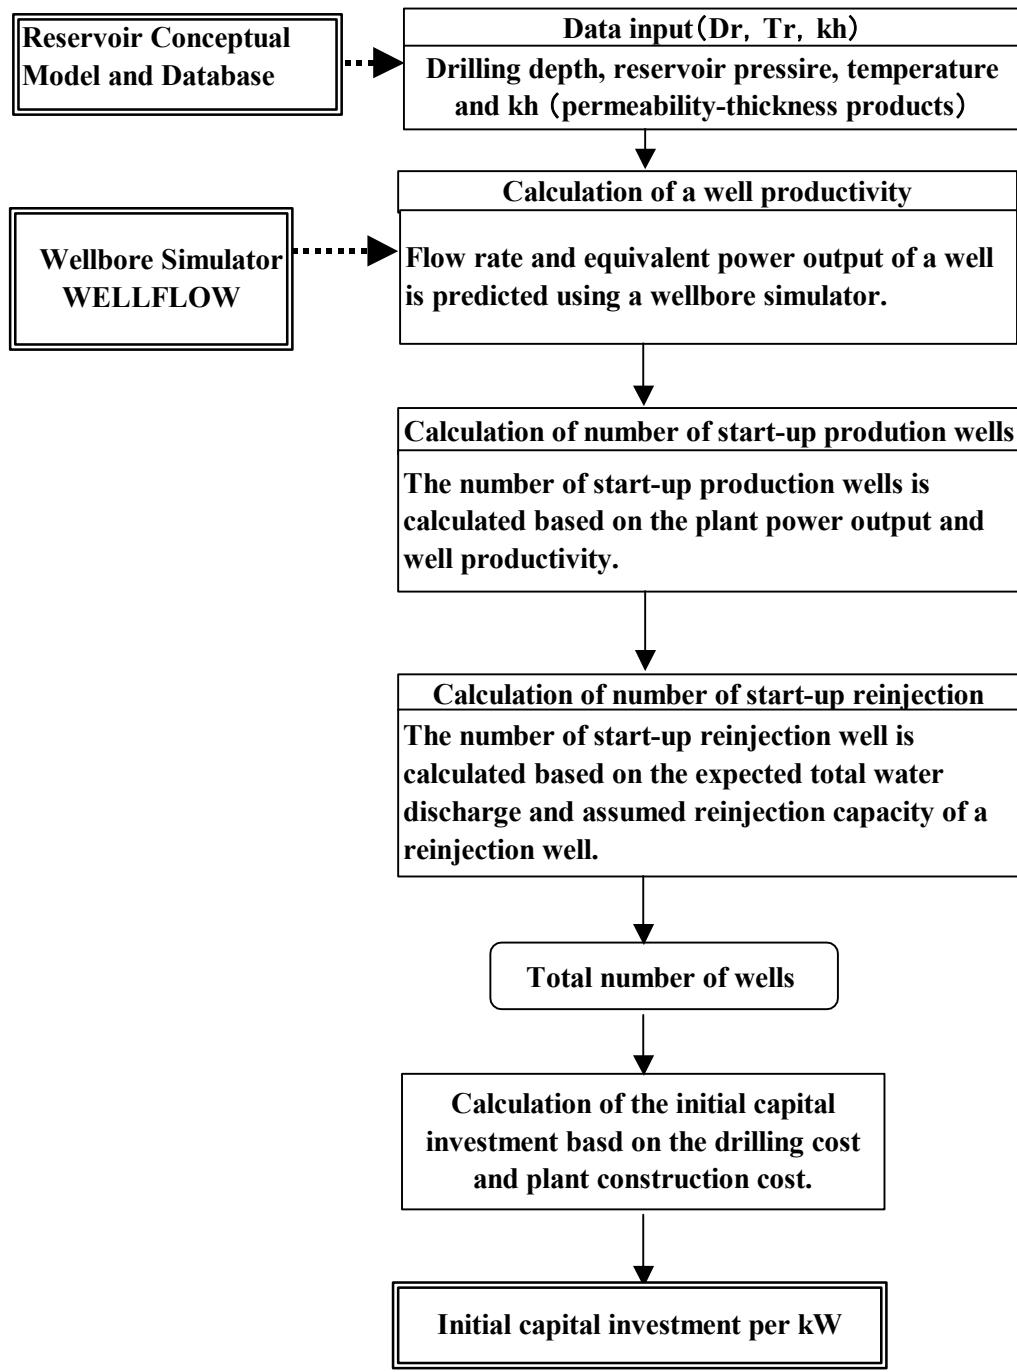 Reservoir Conceptual
Model and Database
Data input(Dr, Tr, kh)
Drilling depth, reservoir pressire, temperature
and kh (permeability-thickness products)
Calculation of a well productivity
Wellbore Simulator
WELLFLOW
Flow rate and equivalent power output of a well
is predicted using a wellbore simulator.
Calculation of number of start-up prodution wells
The number of start-up production wells is
calculated based on the plant power output and
well productivity.
Calculation of number of start-up reinjection
The number of start-up reinjection well is
calculated based on the expected total water
discharge and assumed reinjection capacity of a
reinjection well.
Total number of wells
Calculation of the initial capital
investment basd on the drilling cost
and plant construction cost.
Initial capital investment per kW